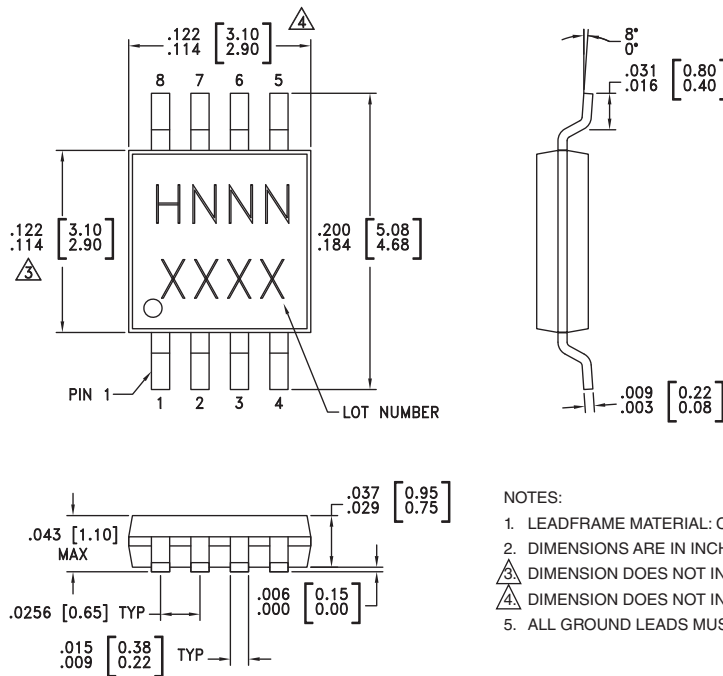 .122 [3.10]
.114 [2.90]
4
8 7 6 5
HNNN
XXXX
.122 [3.10]
.114 [2.90]
3
.200 [5.08]
.184 [4.68]
PIN 1
1 2 3 4
LOT NUMBER
8°
0°
.031 [0.80]
.016 [0.40]
.009 [0.22]
.003 [0.08]
.043 [1.10]
MAX
.037 [0.95]
.029 [0.75]
.0256 [0.65] TYP
.006 [0.15]
.000 [0.00]
.015 [0.38]
.009 [0.22]
TYP
NOTES:
1. LEADFRAME MATERIAL:
2. DIMENSIONS ARE IN
3. DIMENSION DOES NOT
4. DIMENSION DOES NOT
5. ALL GROUND LEADS